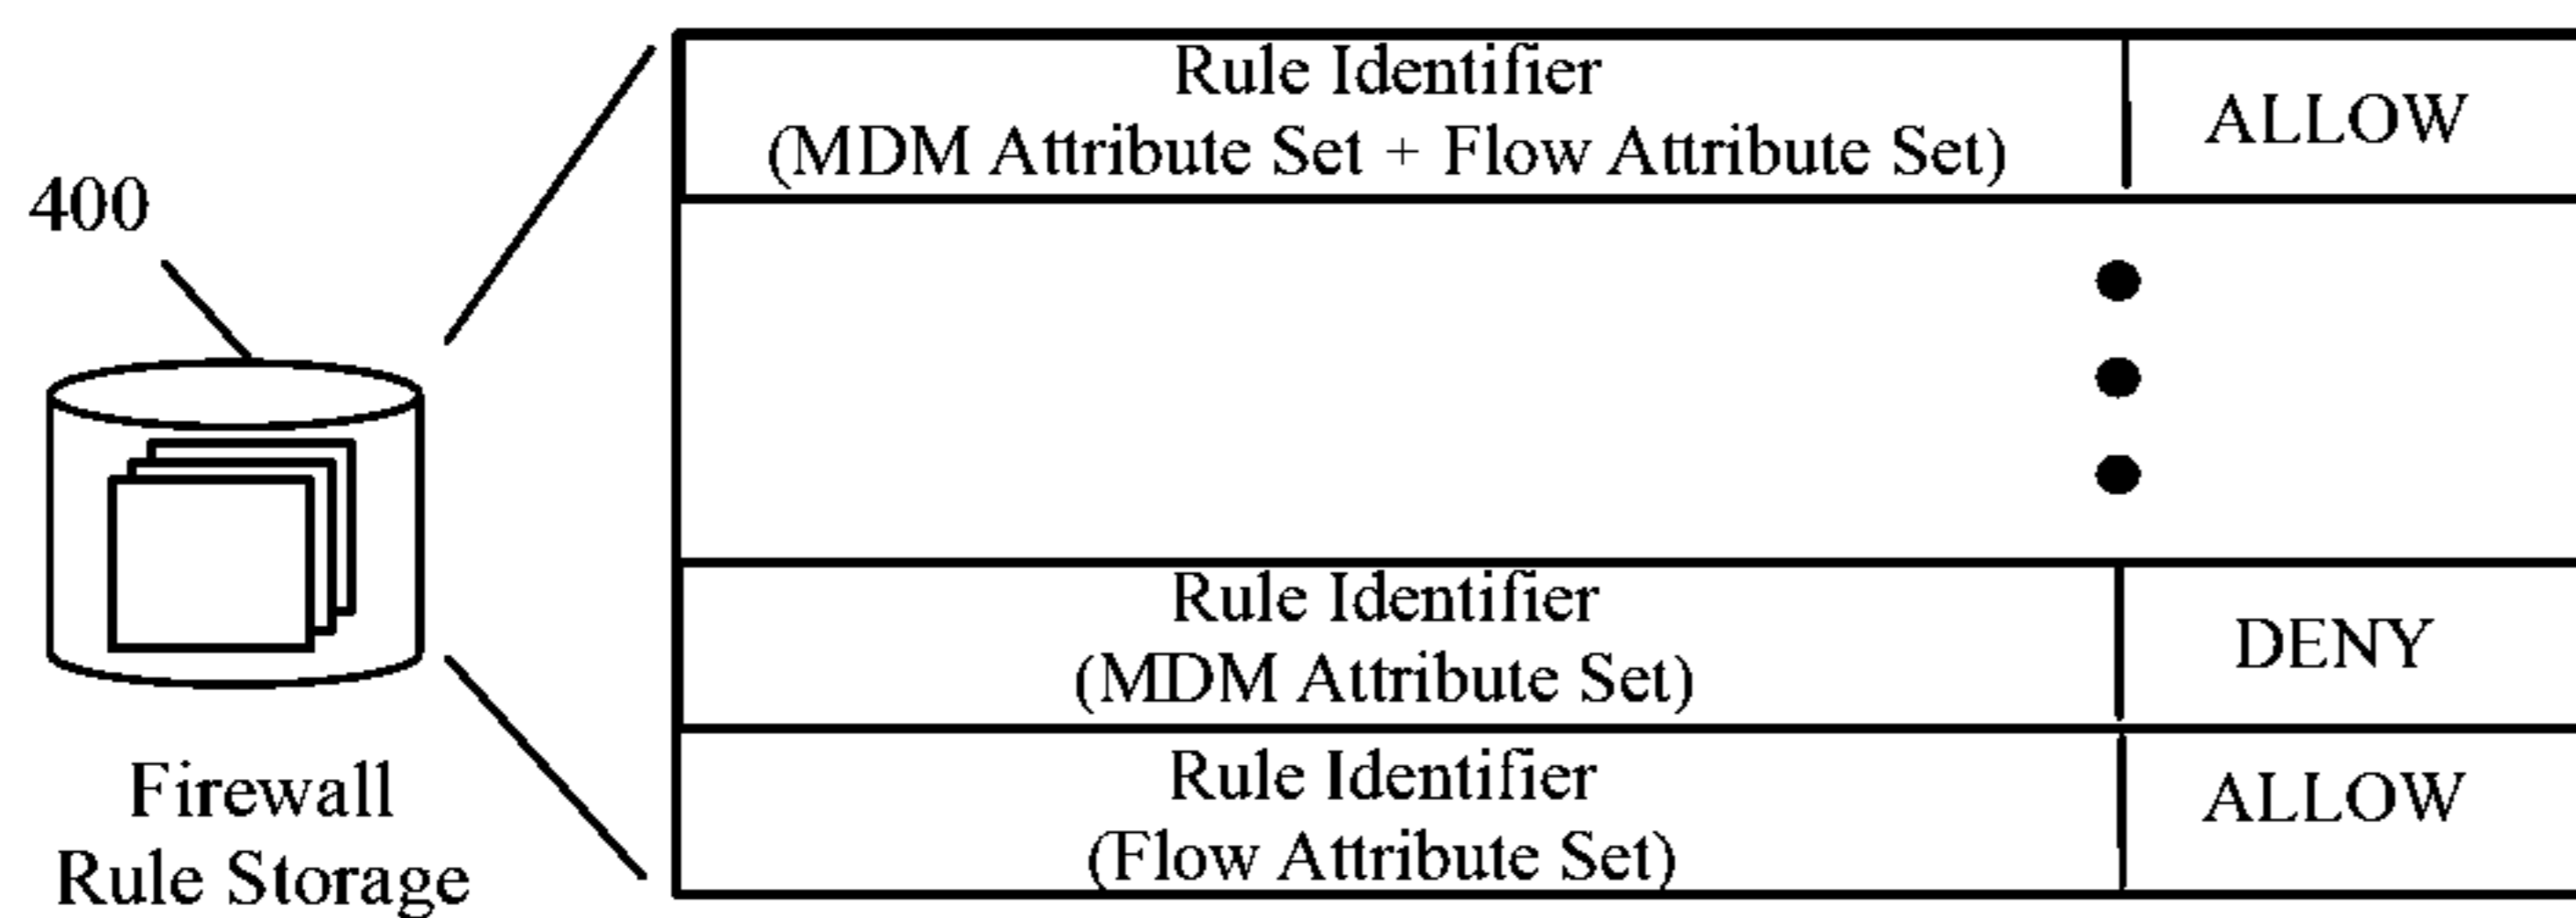 400
Firewall
Rule Storage
Rule Identifier
(MDM Attribute Set + Flow Attribute Set)
ALLOW
Rule Identifier
(MDM Attribute Set)
DENY
Rule Identifier
(Flow Attribute Set)
ALLOW